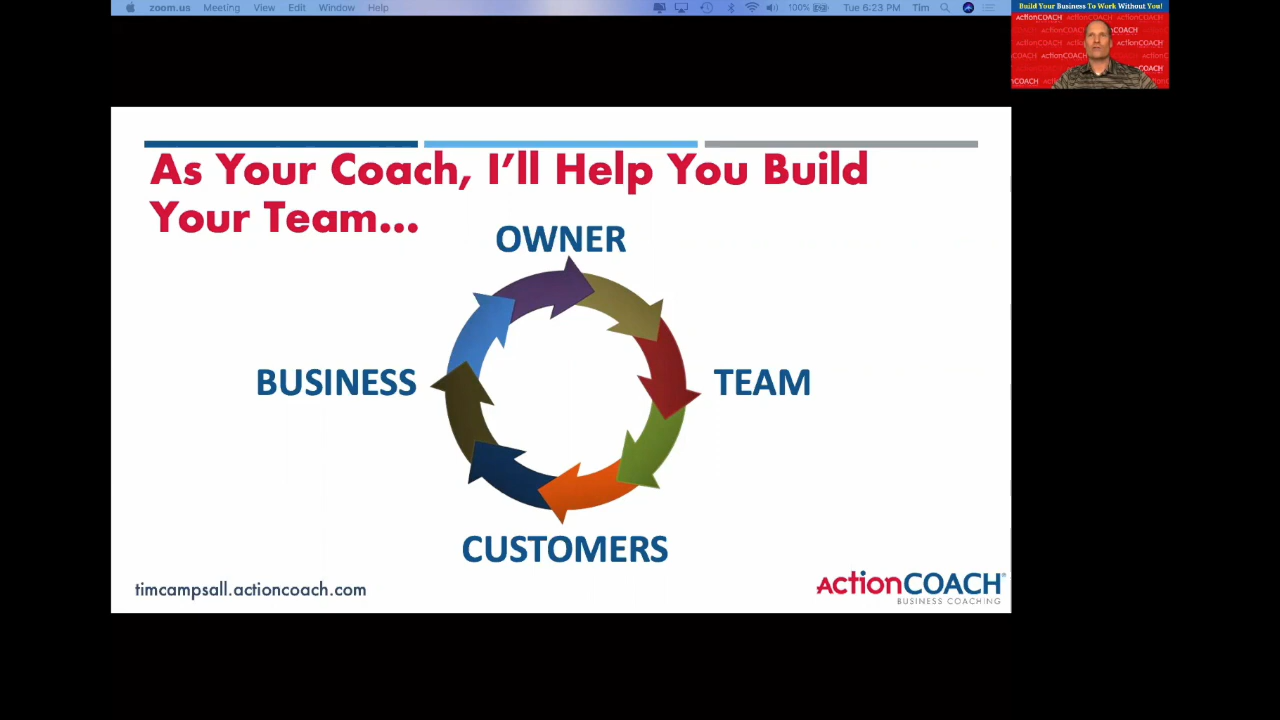 zoom.us Meeting View Edit Window Help 100% Tue 6:23 PM Tim
Build Your Business To Work Without You!
ActionCOACH
As Your Coach, I’ll Help You Build
Your Team...
OWNER
BUSINESS
TEAM
CUSTOMERS
timcampsall.actioncoach.com
ActionCOACH
BUSINESS COACHING